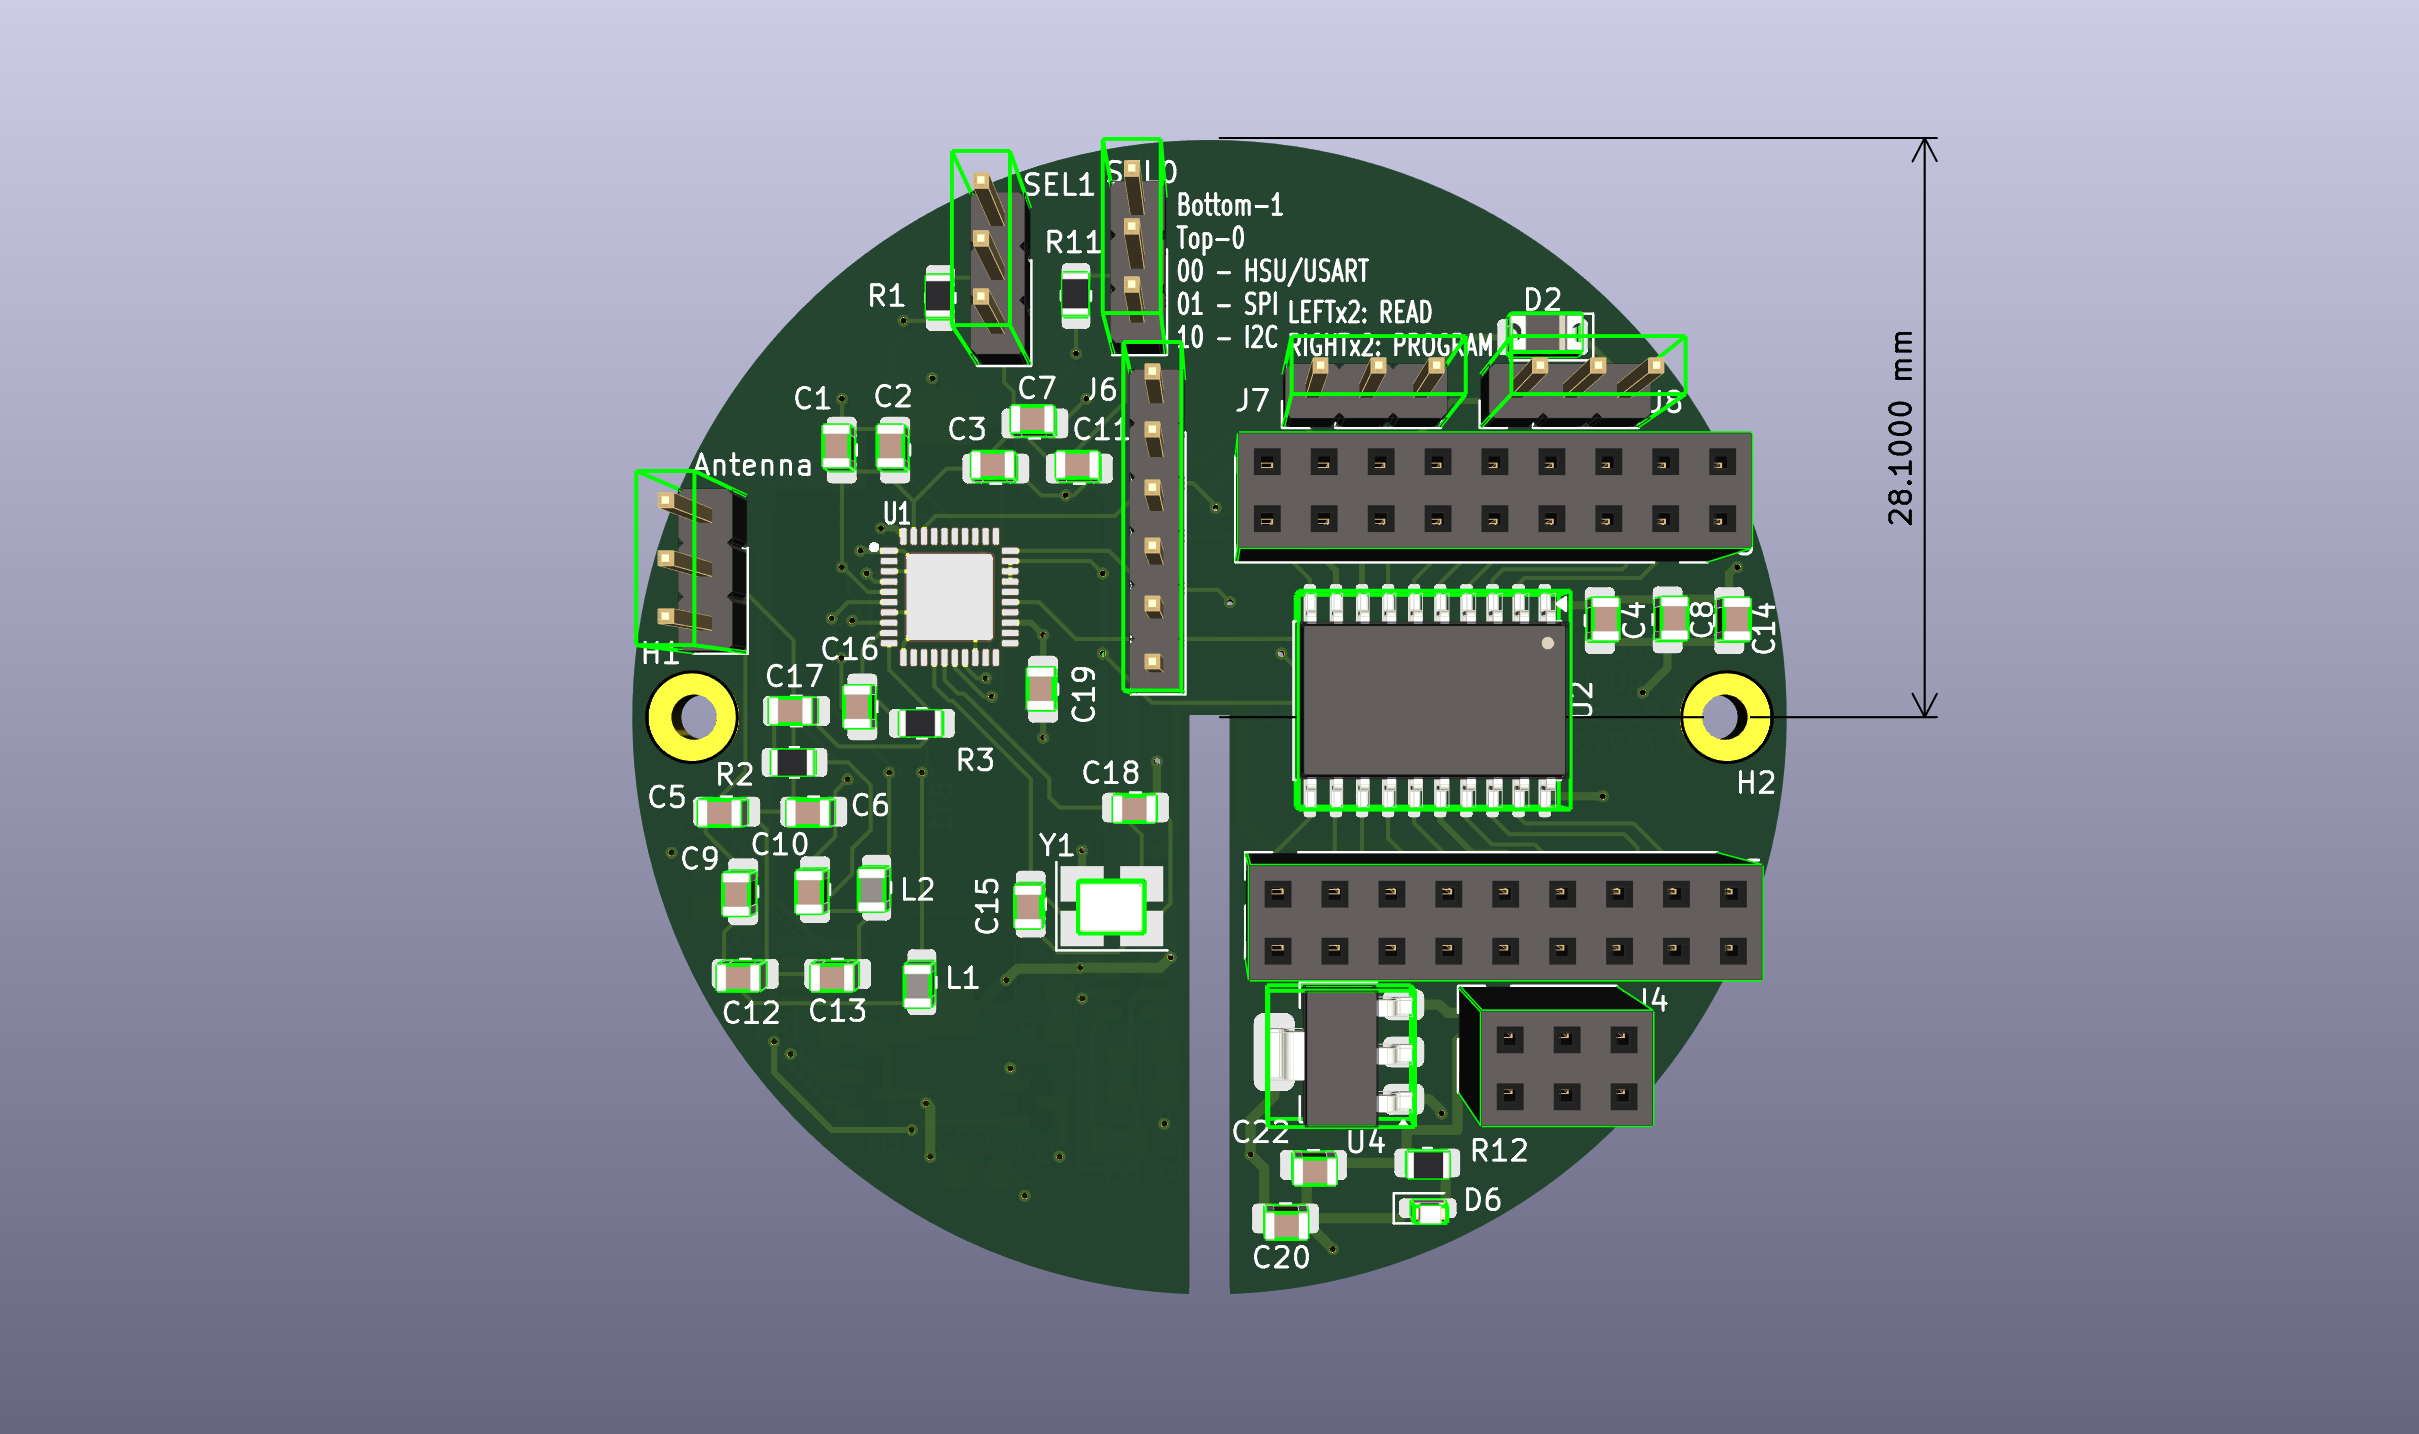 SEL1
SEL0
Bottom-1
Top-0
00 - HSU/USART
01 - SPI
10 - I2C
R11
R1
LEFTx2: READ
RIGHTx2: PROGRAM
D2
J7
J8
C1
C2
C7
J6
C3
C11
Antenna
U1
28.1000 mm
H1
C16
C17
C19
C4
C8
C14
U2
H2
R2
R3
C5
C6
C18
C9
C10
Y1
L2
C15
L1
C12
C13
J4
C22
U4
R12
D6
C20